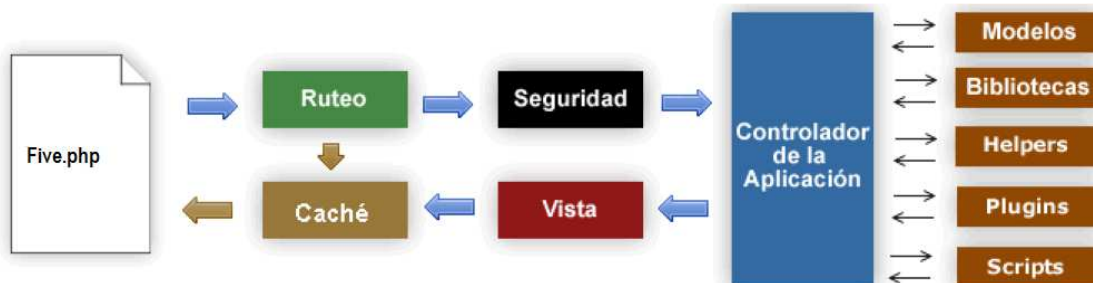 Five.php
Ruteo
Seguridad
Caché
Vista
Controlador
de la
Aplicación
Modelos
Bibliotecas
Helpers
Plugins
Scripts